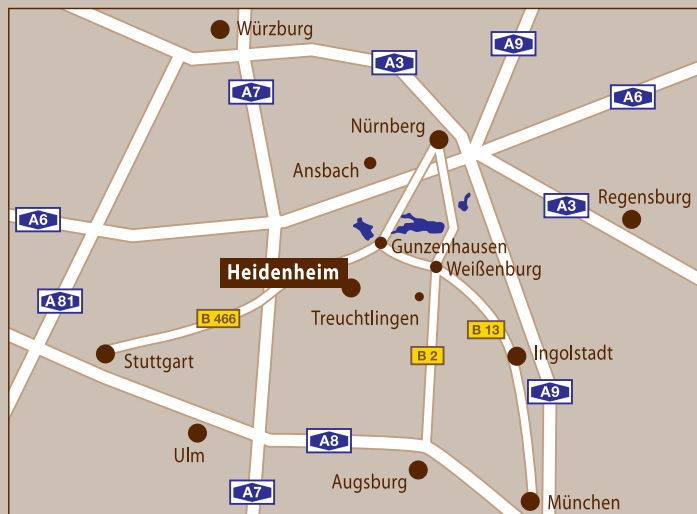 Würzburg
A9
A3
A7
A6
Nürnberg
Ansbach
Regensburg
A3
A6
Gunzenhausen
Heidenheim
Weißenburg
A81
B 466
Treuchtlingen
B 13
Stuttgart
B 2
Ingolstadt
A9
A8
Ulm
Augsburg
A7
München